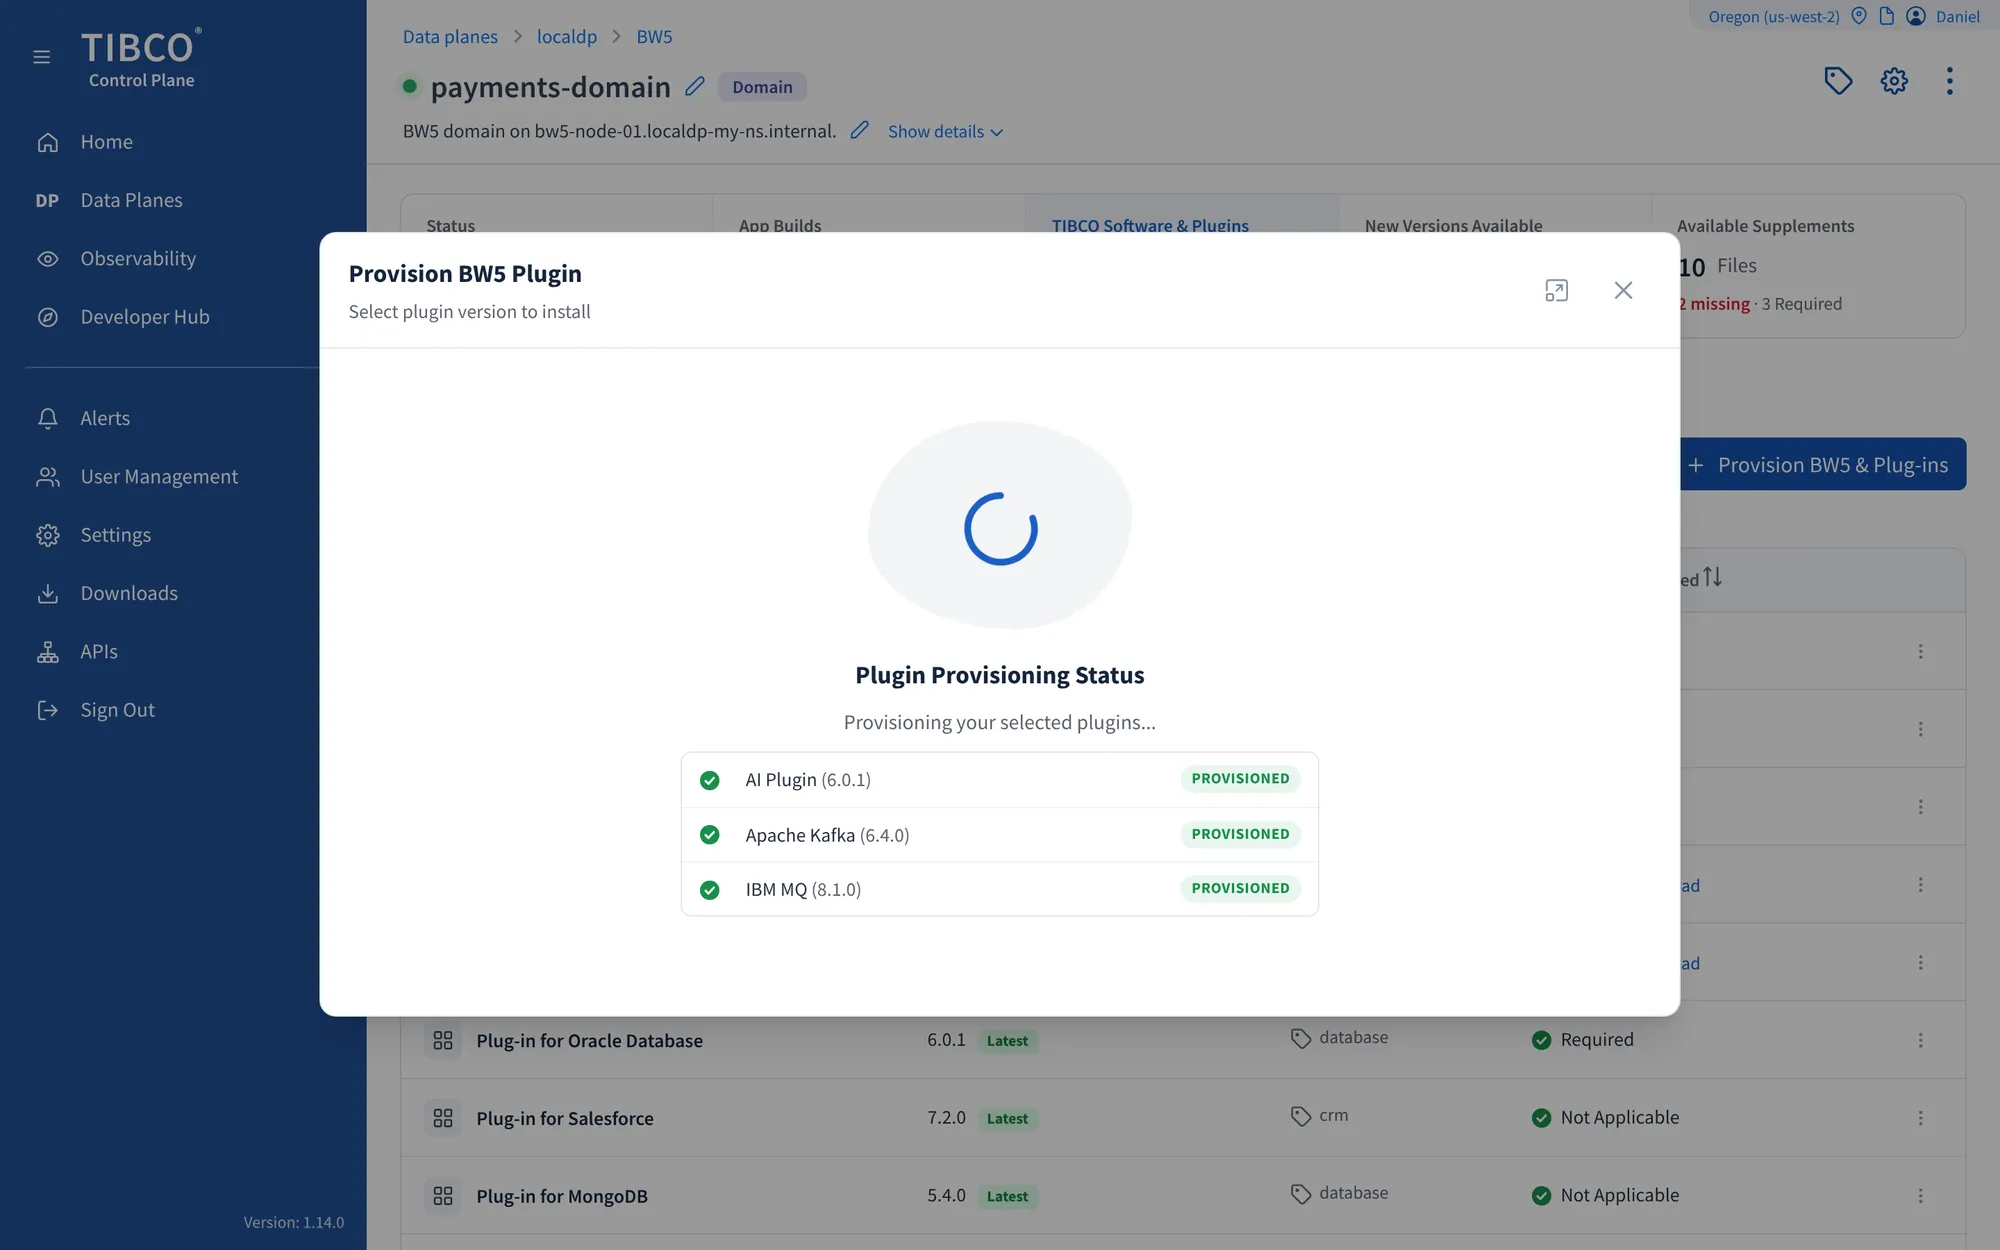 Oregon (us-west-2) Daniel
TIBCO®
Control Plane
Home
DP Data Planes
Observability
Developer Hub
Alerts
User Management
Settings
Downloads
APIs
Sign Out
Version: 1.14.0
Data planes > localdp > BW5
payments-domain Domain
BW5 domain on bw5-node-01.localdp-my-ns.internal. Show details
Status App Builds TIBCO Software & Plugins New Versions Available Available Supplements
10 Files
2 missing · 3 Required
+ Provision BW5 & Plug-ins
Provision BW5 Plugin
Select plugin version to install
Plugin Provisioning Status
Provisioning your selected plugins...
AI Plugin (6.0.1) PROVISIONED
Apache Kafka (6.4.0) PROVISIONED
IBM MQ (8.1.0) PROVISIONED
Plug-in for Oracle Database 6.0.1 Latest database Required
Plug-in for Salesforce 7.2.0 Latest crm Not Applicable
Plug-in for MongoDB 5.4.0 Latest database Not Applicable